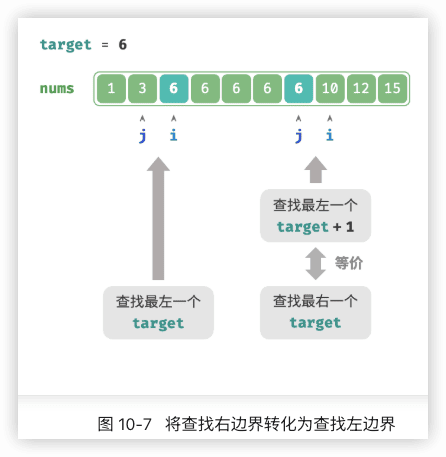 target = 6
nums 1 3 6 6 6 6 6 10 12 15
j i j i
查找最左一个
target + 1
等价
查找最左一个
target
查找最右一个
target
图 10-7 将查找右边界转化为查找左边界